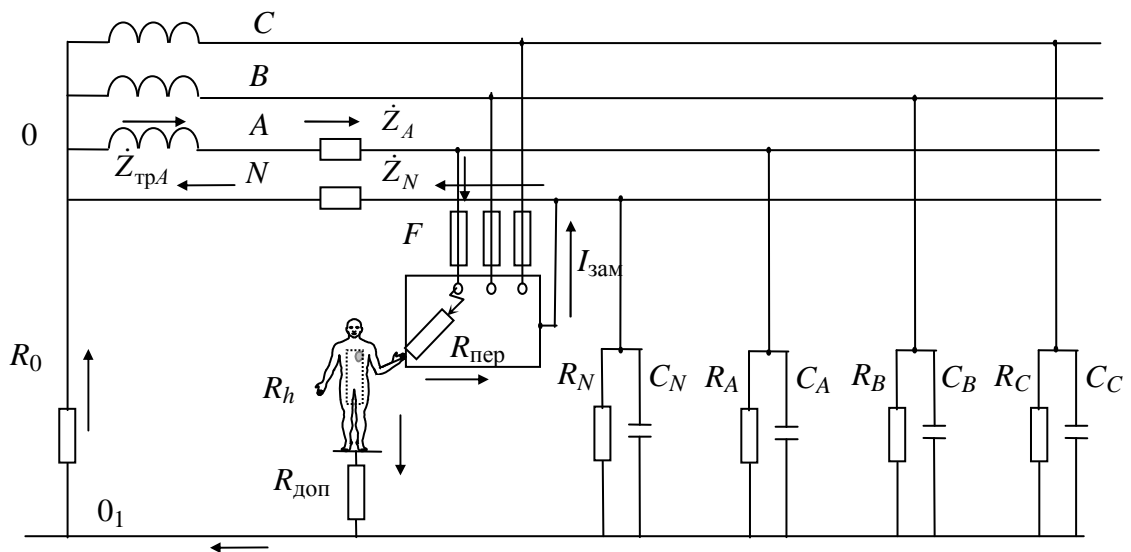 C
B
0
A
Ż_A
Ż_трA
N
Ż_N
F
I_зам
R_0
R_пер
R_h
R_N
C_N
R_A
C_A
R_B
C_B
R_C
C_C
R_доп
0_1